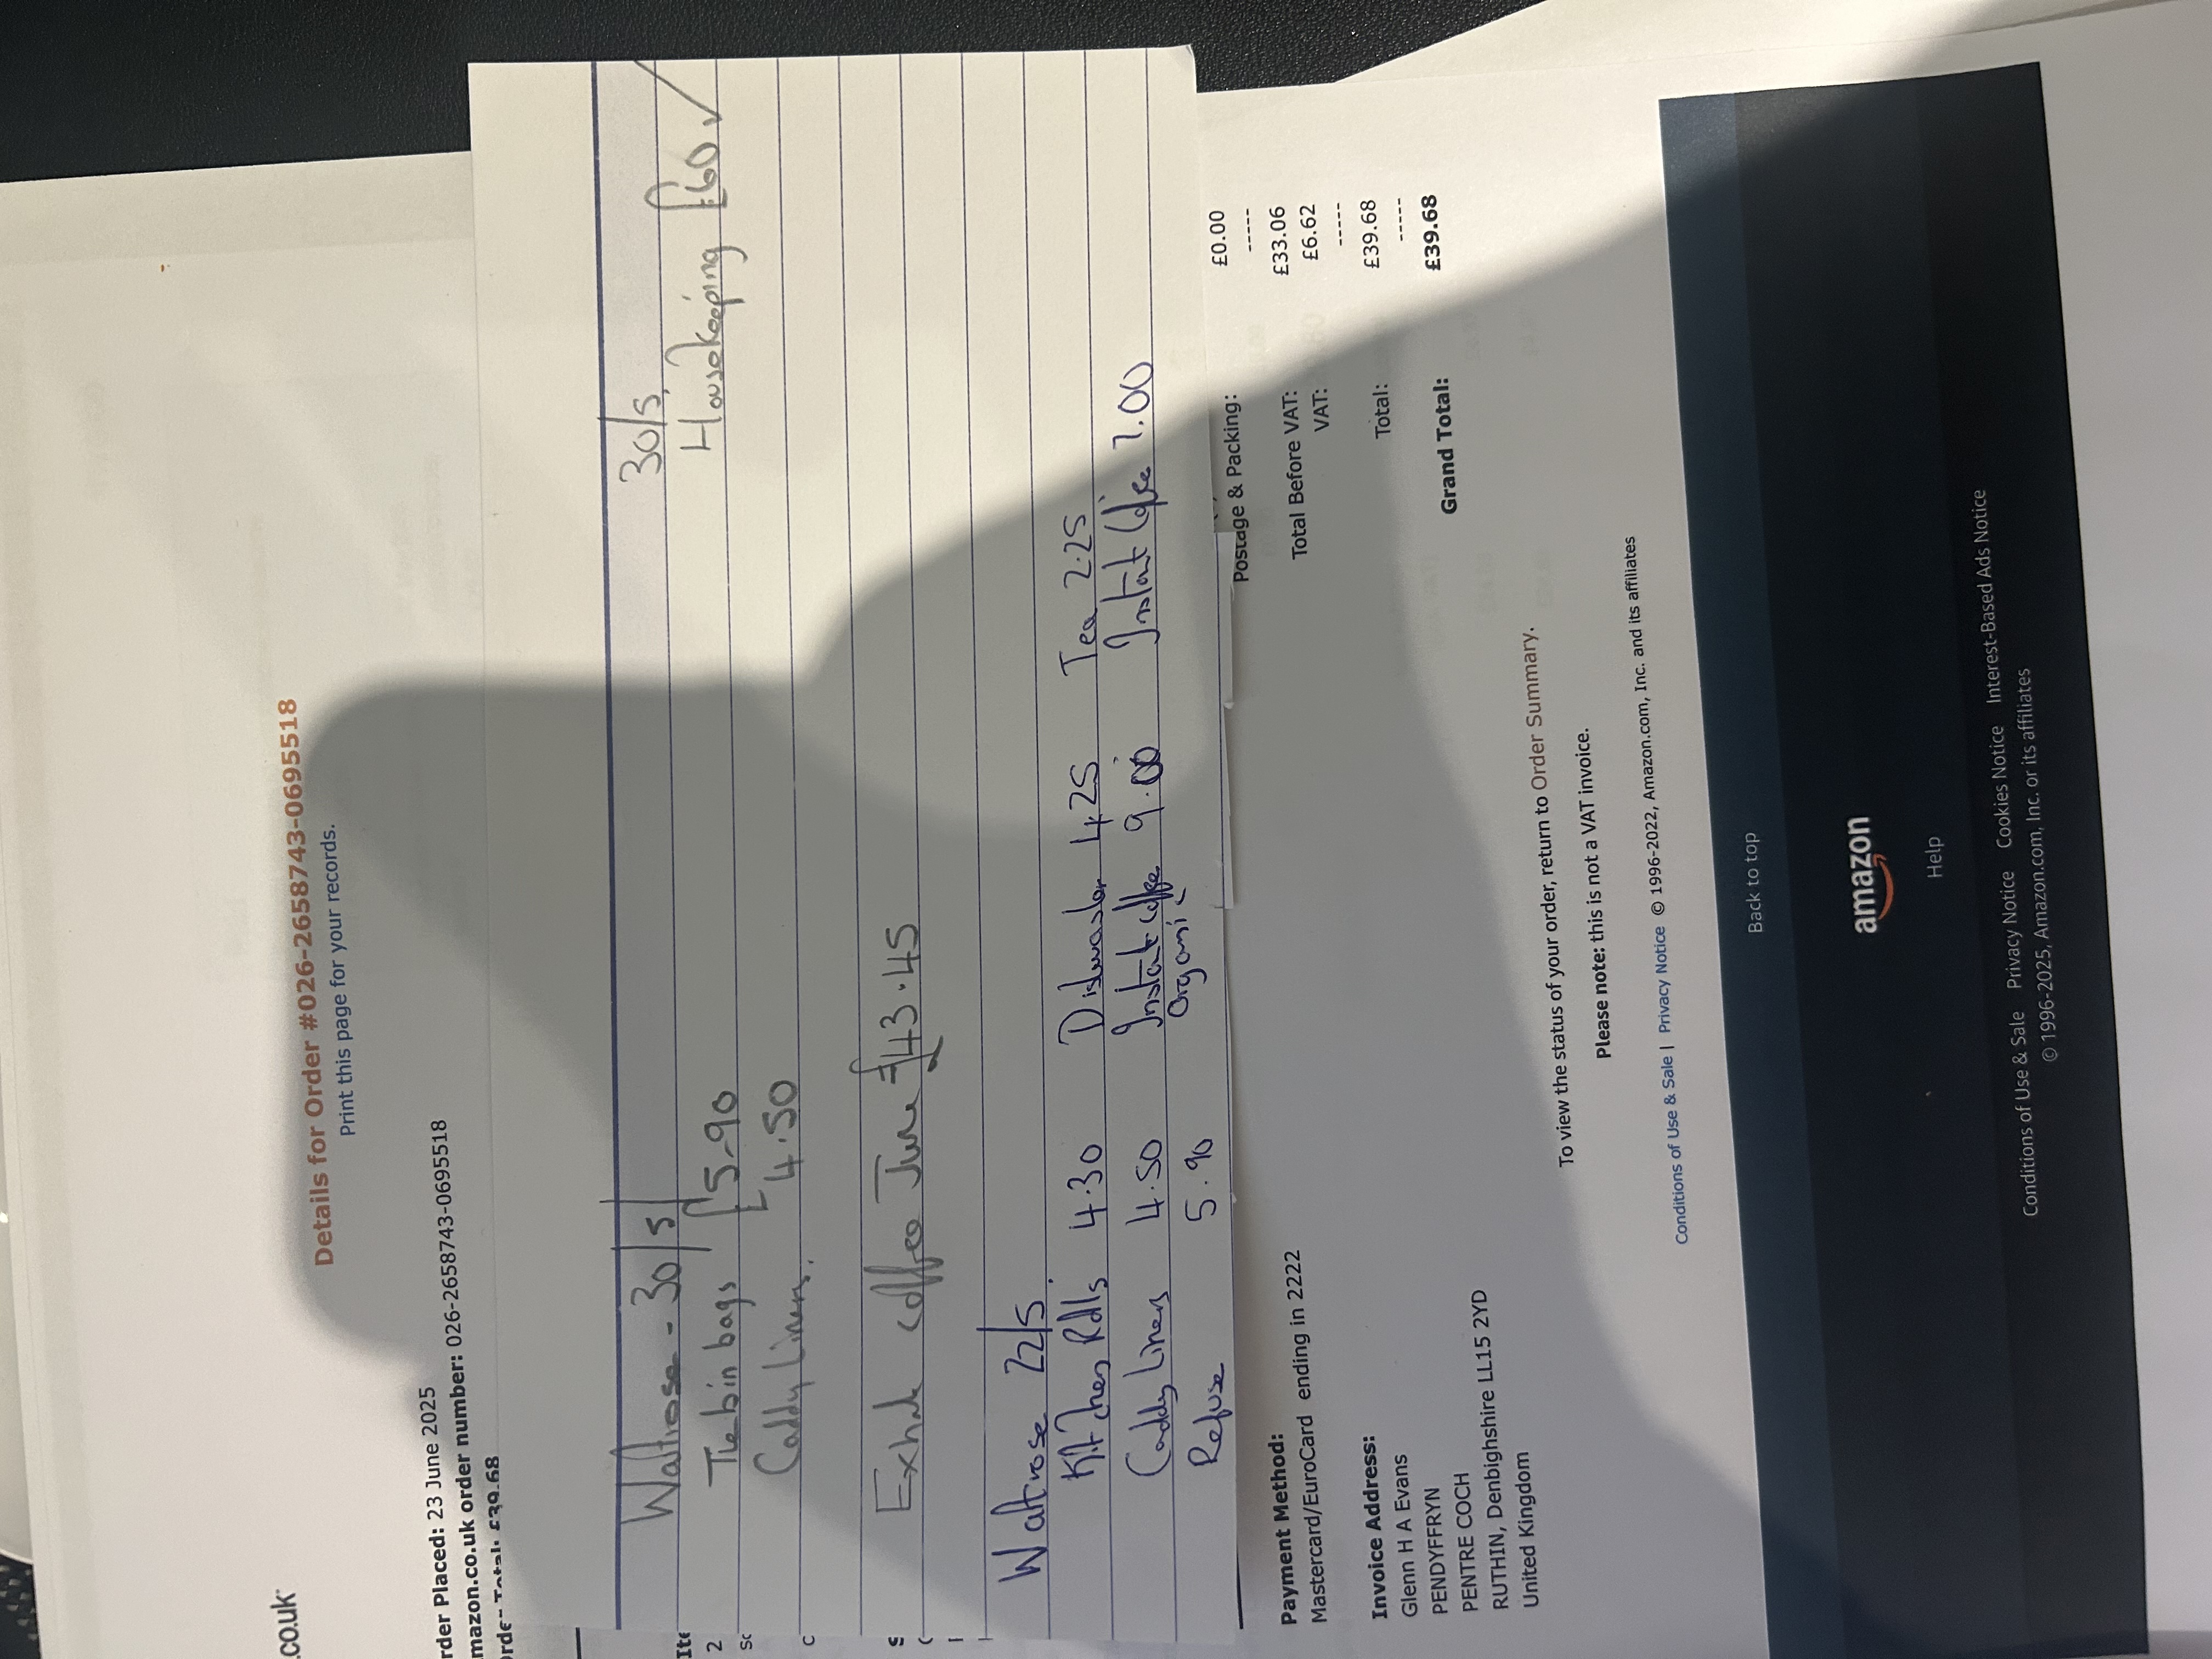 .co.uk
Details for Order #026-2658743-0695518
Print this page for your records.
rder Placed: 23 June 2025
mazon.co.uk order number: 026-2658743-0695518
Total: £39.68
Waitrose - 30/5
30/5.
Tie bin bags £5-90
Housekeeping £60 ✓
Caddy Liners. 4.50
coffee June £43.45
Waitrose 22/5.
Kitchen Rolls 4.30 Dishwasher 4.25 Tea 2.25
Caddy Liners 4.50 Instant coffee 9.00 Instant Coffee 7.00
Organic
Refuse 5.90
Postage & Packing: £0.00
-----
Total Before VAT: £33.06
VAT: £6.62
-----
Total: £39.68
-----
Grand Total: £39.68
Payment Method:
Mastercard/EuroCard ending in 2222
Invoice Address:
Glenn H A Evans
PENDYFFRYN
PENTRE COCH
RUTHIN, Denbighshire LL15 2YD
United Kingdom
To view the status of your order, return to Order Summary.
Please note: this is not a VAT invoice.
Conditions of Use & Sale | Privacy Notice © 1996-2022, Amazon.com, Inc. and its affiliates
Back to top
amazon
Help
Conditions of Use & Sale Privacy Notice Cookies Notice Interest-Based Ads Notice
© 1996-2025, Amazon.com, Inc. or its affiliates